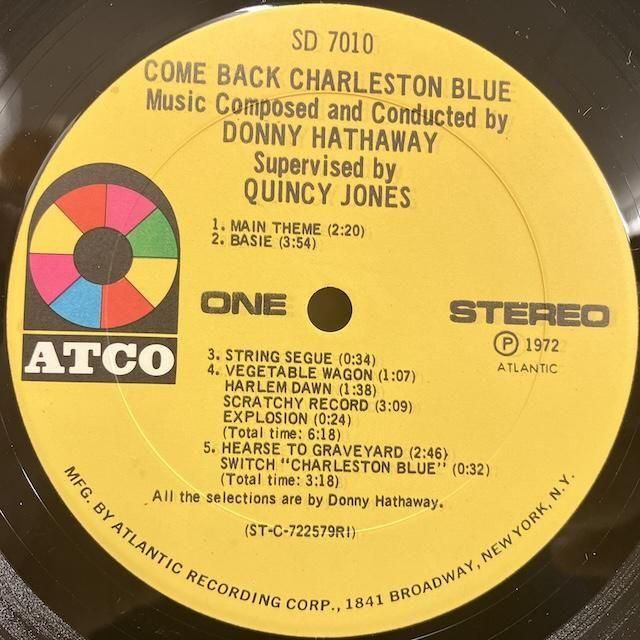 SD 7010
COME BACK CHARLESTON BLUE
Music Composed and Conducted by
DONNY HATHAWAY
Supervised by
QUINCY JONES
1. MAIN THEME (2:20)
2. BASIE (3:54)
ONE
STEREO
Ⓟ 1972
ATLANTIC
ATCO
3. STRING SEGUE (0:34)
4. VEGETABLE WAGON (1:07)
HARLEM DAWN (1:38)
SCRATCHY RECORD (3:09)
EXPLOSION (0:24)
(Total time: 6:18)
5. HEARSE TO GRAVEYARD (2:46)
SWITCH "CHARLESTON BLUE" (0:32)
(Total time: 3:18)
All the selections are by Donny Hathaway.
(ST-C-722579RI)
MFG. BY ATLANTIC RECORDING CORP., 1841 BROADWAY, NEW YORK, N.Y.